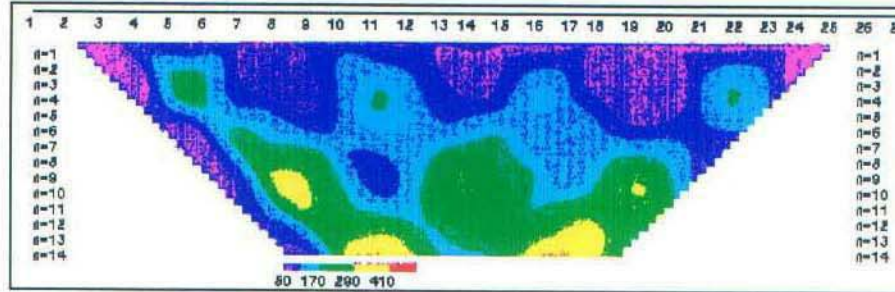 1 2 3 4 5 6 7 8 9 10 11 12 13 14 15 16 17 18 19 20 21 22 23 24 25 26
n=1 n=1
n=2 n=2
n=3 n=3
n=4 n=4
n=5 n=5
n=6 n=6
n=7 n=7
n=8 n=8
n=9 n=9
n=10 n=10
n=11 n=11
n=12 n=12
n=13 n=13
n=14 n=14
50 170 290 410